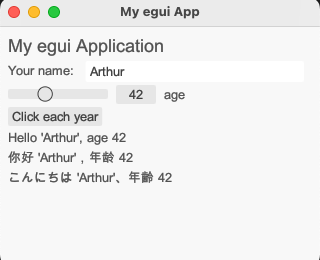 My egui App
My egui Application
Your name: Arthur
42 age
Click each year
Hello 'Arthur', age 42
你好 'Arthur'，年龄 42
こんにちは 'Arthur'、年齢 42